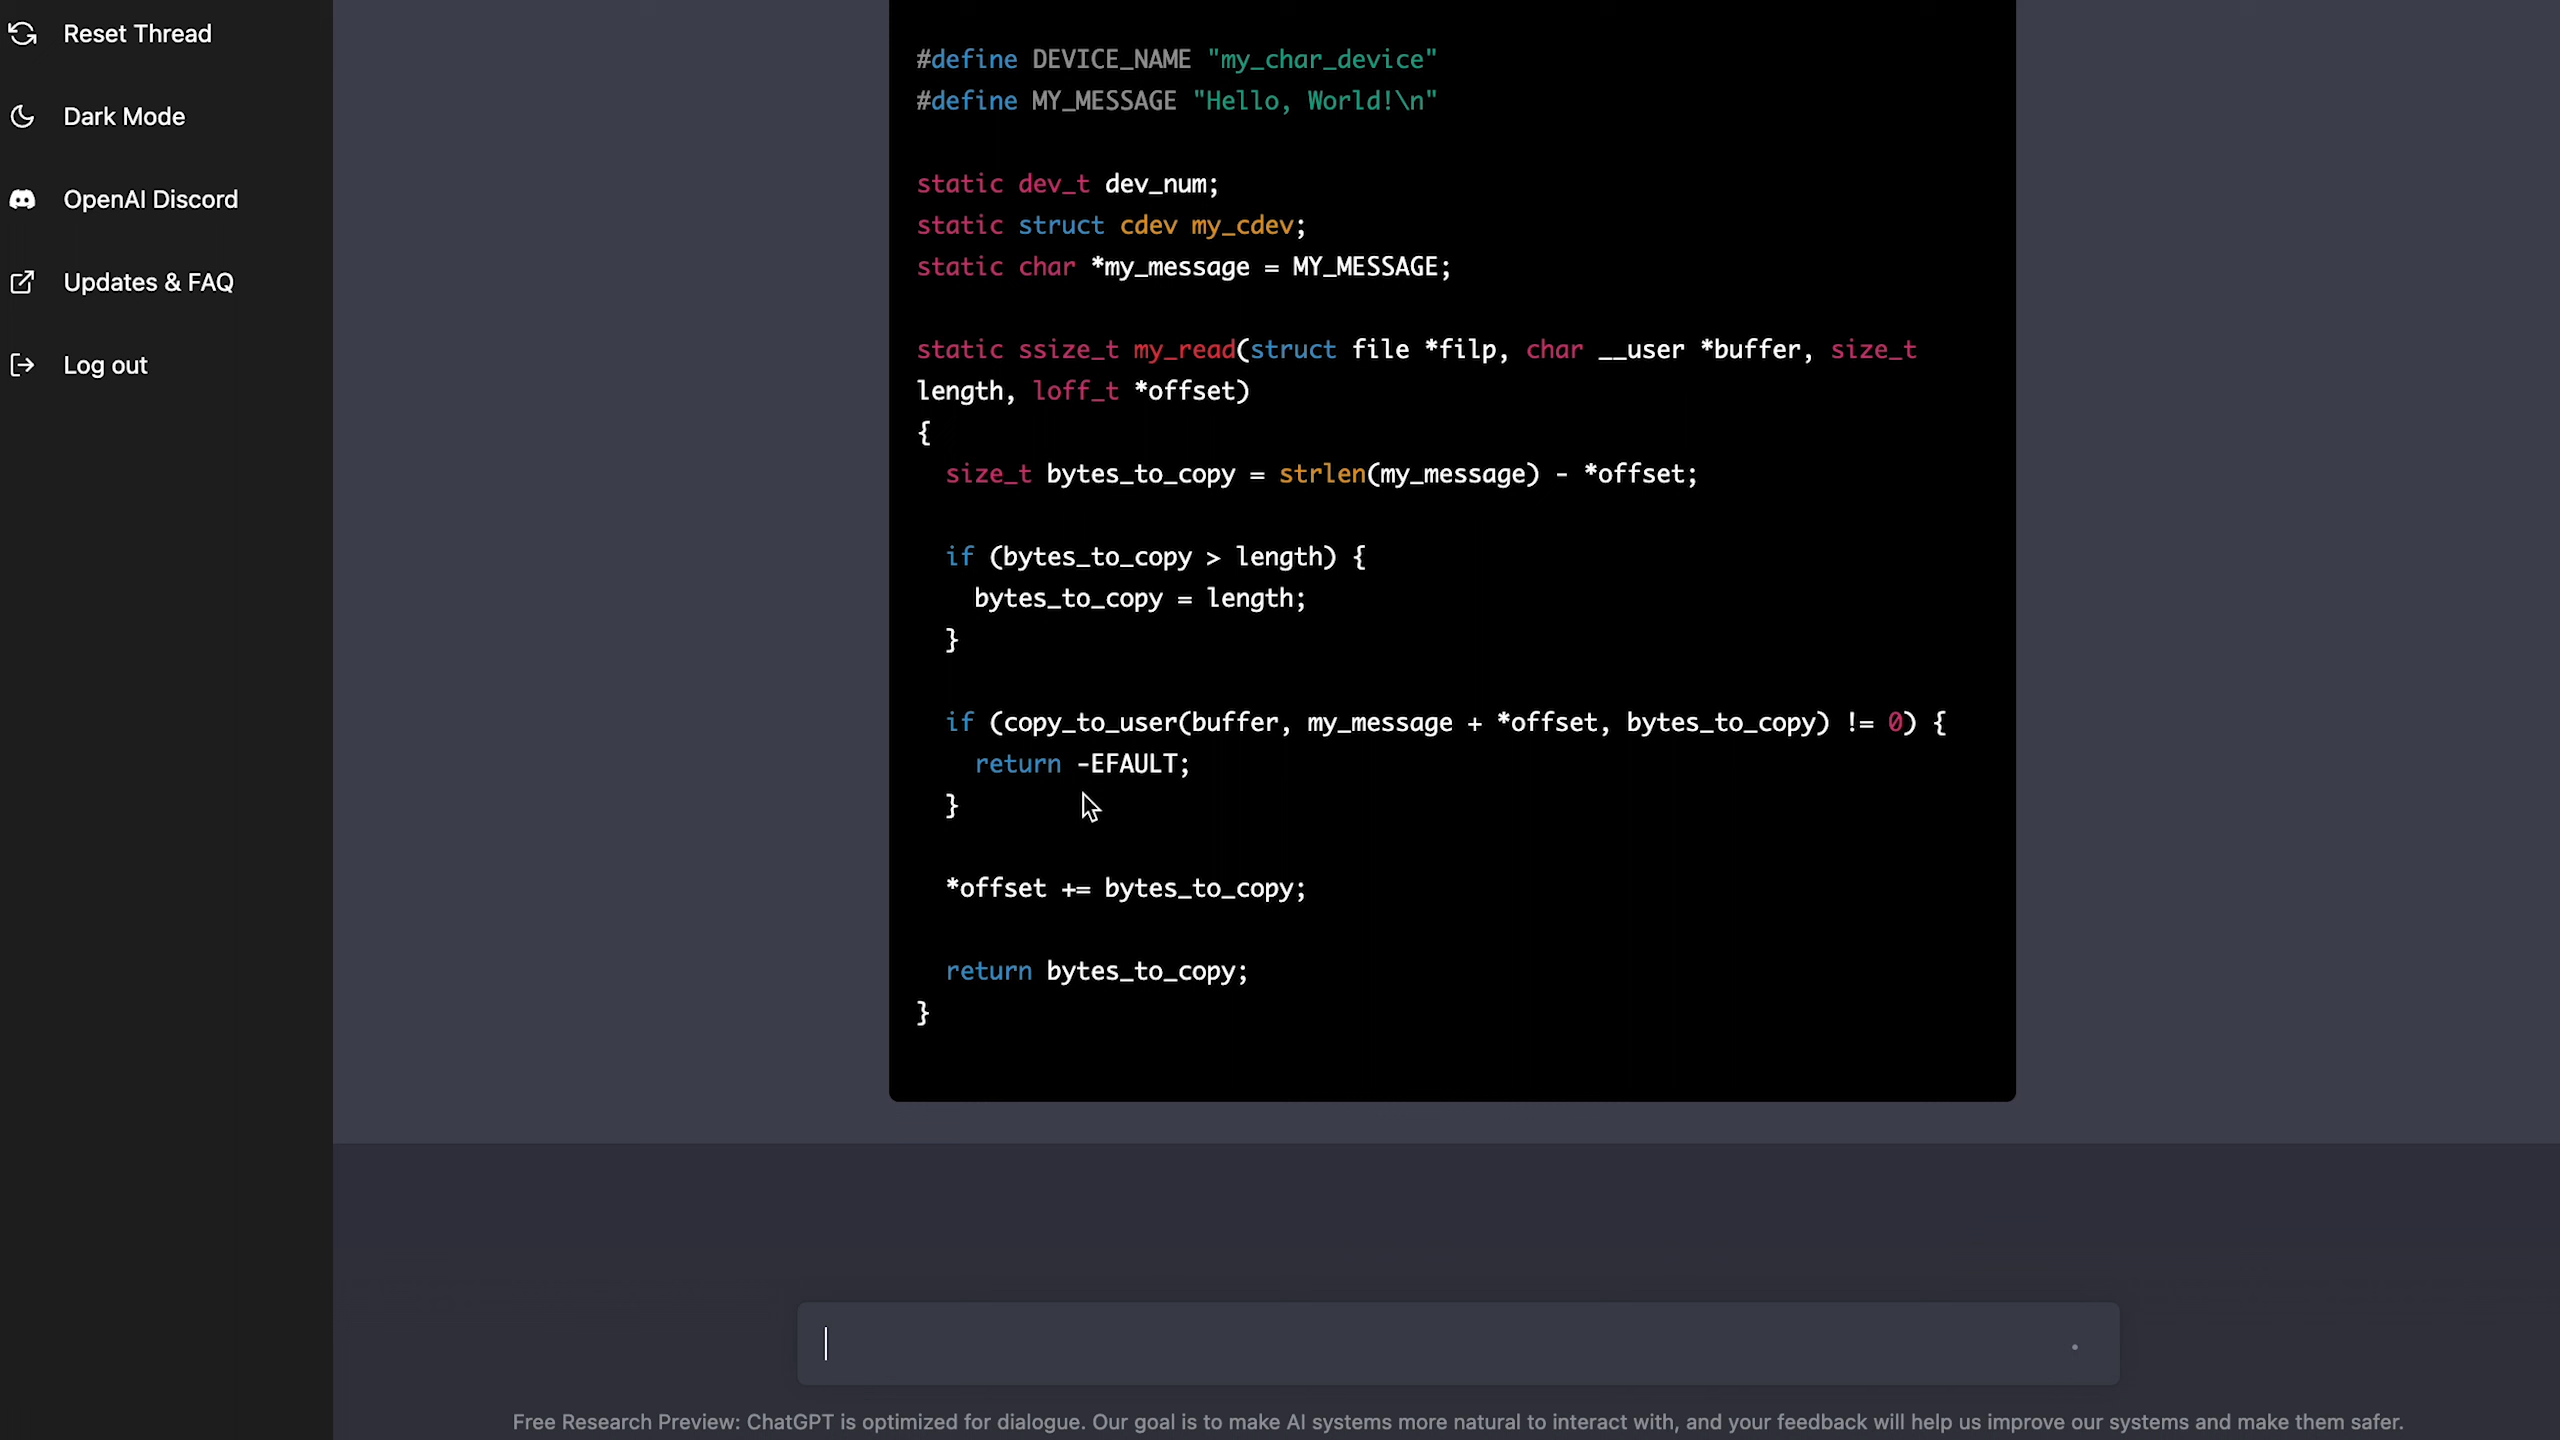 Reset Thread
Dark Mode
OpenAI Discord
Updates & FAQ
Log out
#define DEVICE_NAME "my_char_device"
#define MY_MESSAGE "Hello, World!\n"
static dev_t dev_num;
static struct cdev my_cdev;
static char *my_message = MY_MESSAGE;
static ssize_t my_read(struct file *filp, char __user *buffer, size_t
length, loff_t *offset)
{
  size_t bytes_to_copy = strlen(my_message) - *offset;
  if (bytes_to_copy > length) {
    bytes_to_copy = length;
  }
  if (copy_to_user(buffer, my_message + *offset, bytes_to_copy) != 0) {
    return -EFAULT;
  }
  *offset += bytes_to_copy;
  return bytes_to_copy;
}
Free Research Preview: ChatGPT is optimized for dialogue. Our goal is to make AI systems more natural to interact with, and your feedback will help us improve our systems and make them safer.